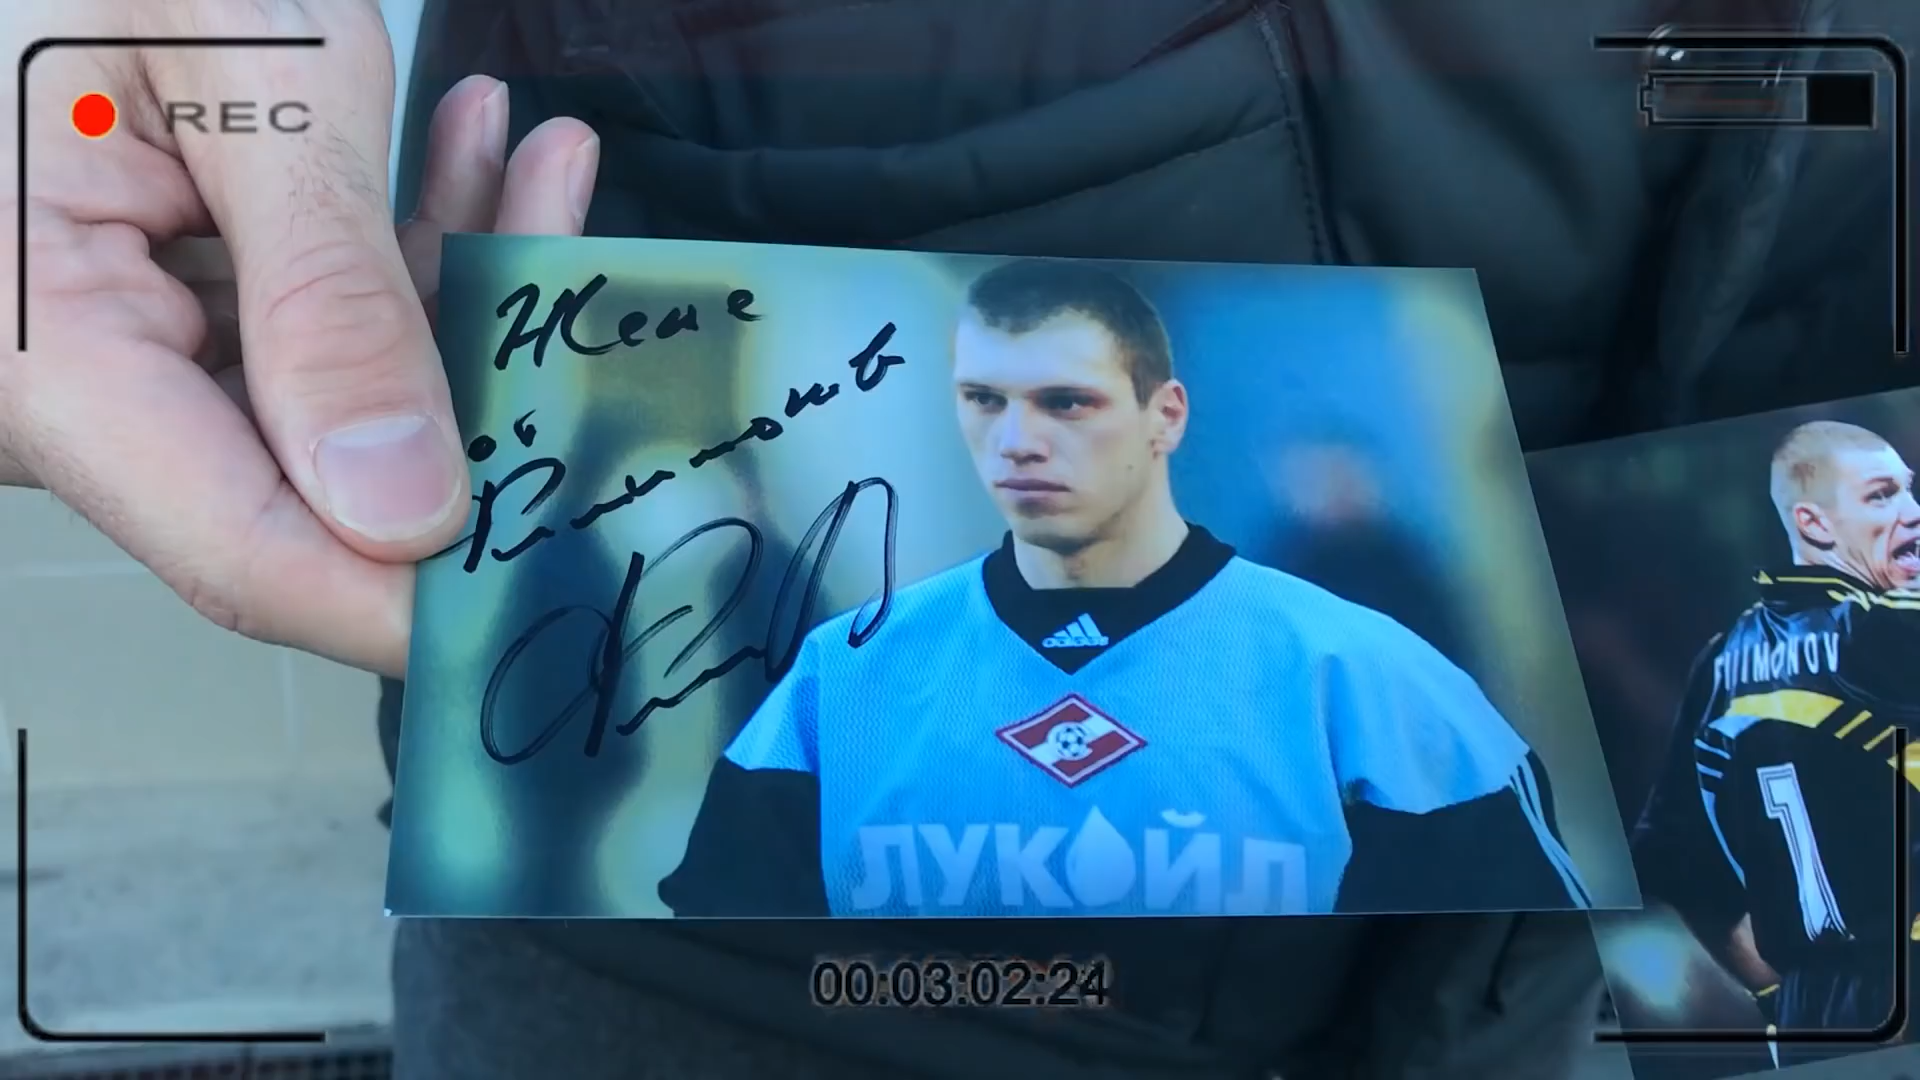 REC
Жене
от
Филимонов
adidas
ЛУКОЙЛ
FILIMONOV
1
00:03:02:24